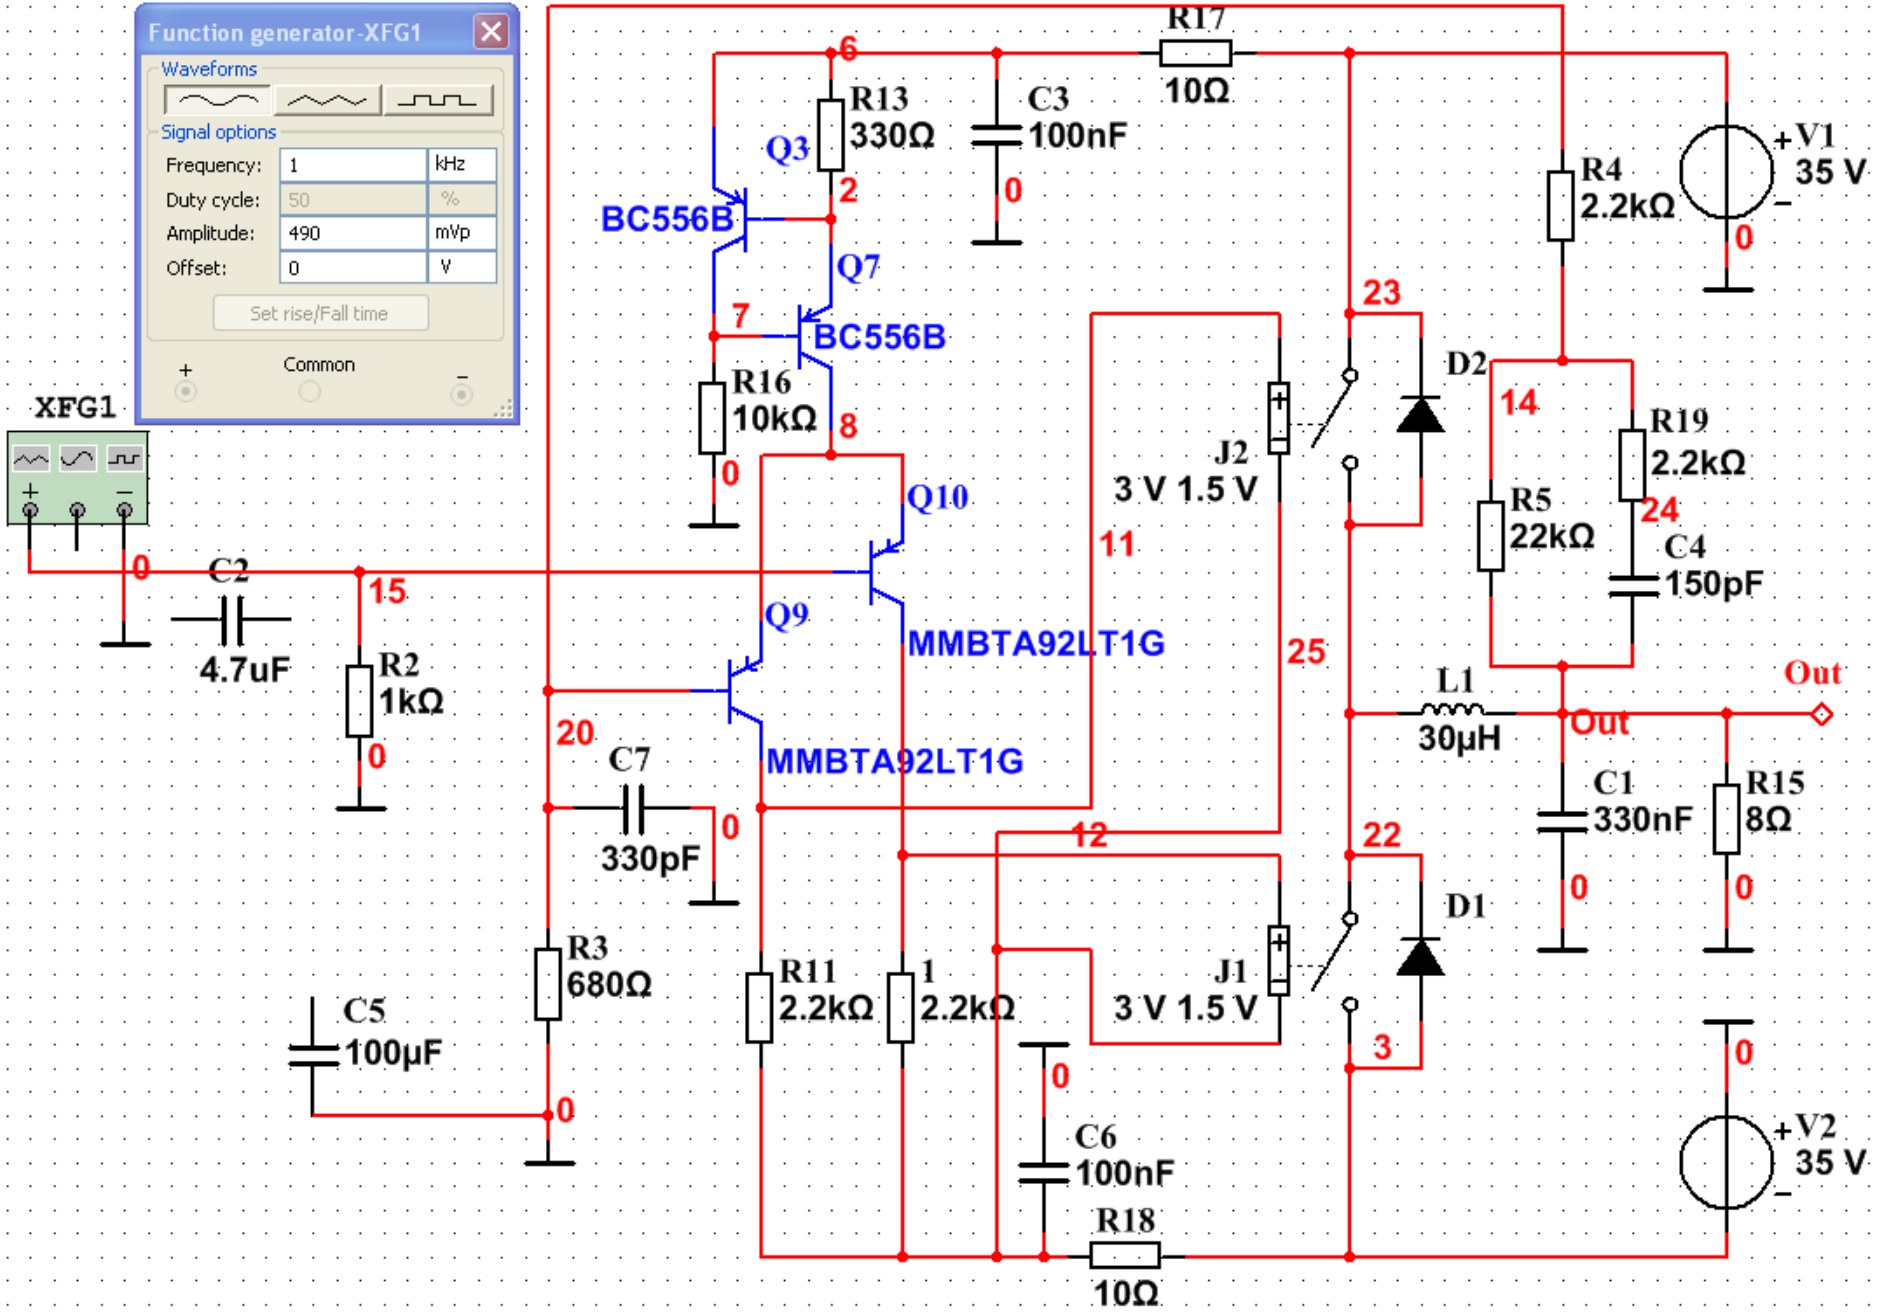 Function generator-XFG1
Waveforms
Signal options
Frequency: 1 kHz
Duty cycle: 50 %
Amplitude: 490 mVp
Offset: 0 V
Set rise/Fall time
+ Common −
XFG1
+ −
0
C2
4.7uF
15
R2
1kΩ
0
C5
100µF
R17
10Ω
6
R13
330Ω
C3
100nF
0
Q3
BC556B
2
Q7
BC556B
7
R16
10kΩ
0
8
Q10
MMBTA92LT1G
Q9
MMBTA92LT1G
20
C7
330pF
0
R3
680Ω
0
R11
2.2kΩ
1
2.2kΩ
11
12
25
J2
3 V 1.5 V
+
23
D2
J1
3 V 1.5 V
+
22
D1
3
0
C6
100nF
R18
10Ω
R4
2.2kΩ
V1
35 V
+
−
0
14
R19
2.2kΩ
24
R5
22kΩ
C4
150pF
L1
30µH
Out
Out
C1
330nF
0
R15
8Ω
0
0
V2
35 V
+
−